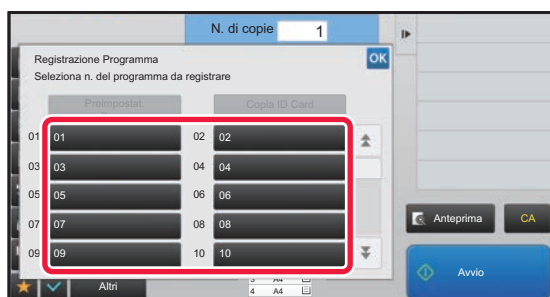 N. di copie 1
Registrazione Programma OK
Seleziona n. del programma da registrare
Preimpostat. Copia ID Card
01 01 02 02
03 03 04 04
05 05 06 06
07 07 08 08
09 09 10 10
Anteprima CA
Altri
3 A4
4 A4
Avvio